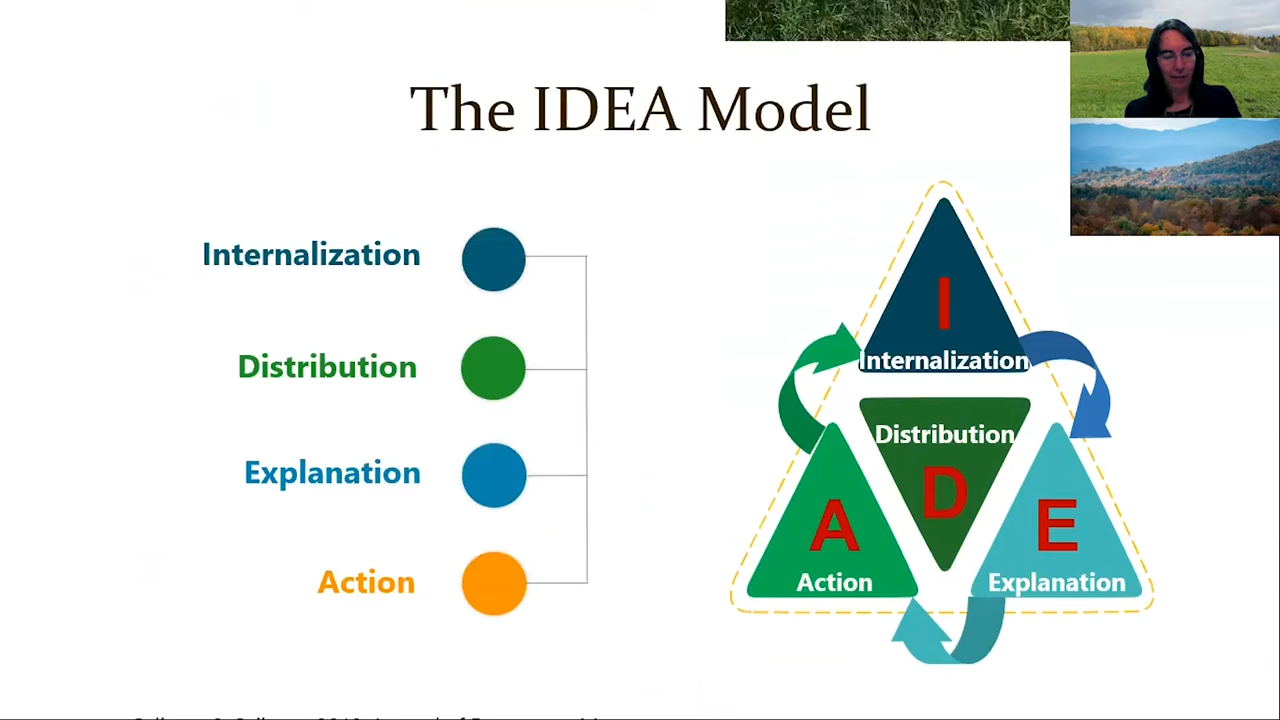 The IDEA Model
Internalization
Distribution
Explanation
Action
I
Internalization
Distribution
D
A
Action
E
Explanation